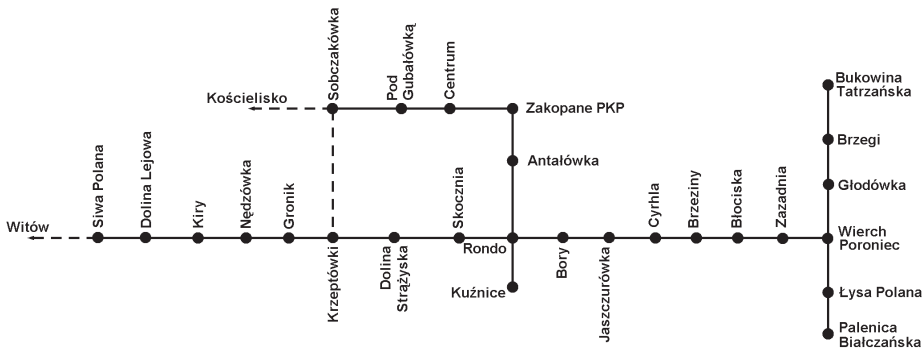 Sobczakówka
Pod
Gubałówką
Centrum
Bukowina
Tatrzańska
Kościelisko
Zakopane PKP
Brzegi
Antałówka
Głodówka
Siwa Polana
Dolina Lejowa
Kiry
Nędzówka
Gronik
Skocznia
Cyrhla
Brzeziny
Błociska
Zazadnia
Witów
Wierch
Poroniec
Krzeptówki
Dolina
Strążyska
Rondo
Bory
Jaszczurówka
Kuźnice
Łysa Polana
Palenica
Białczańska